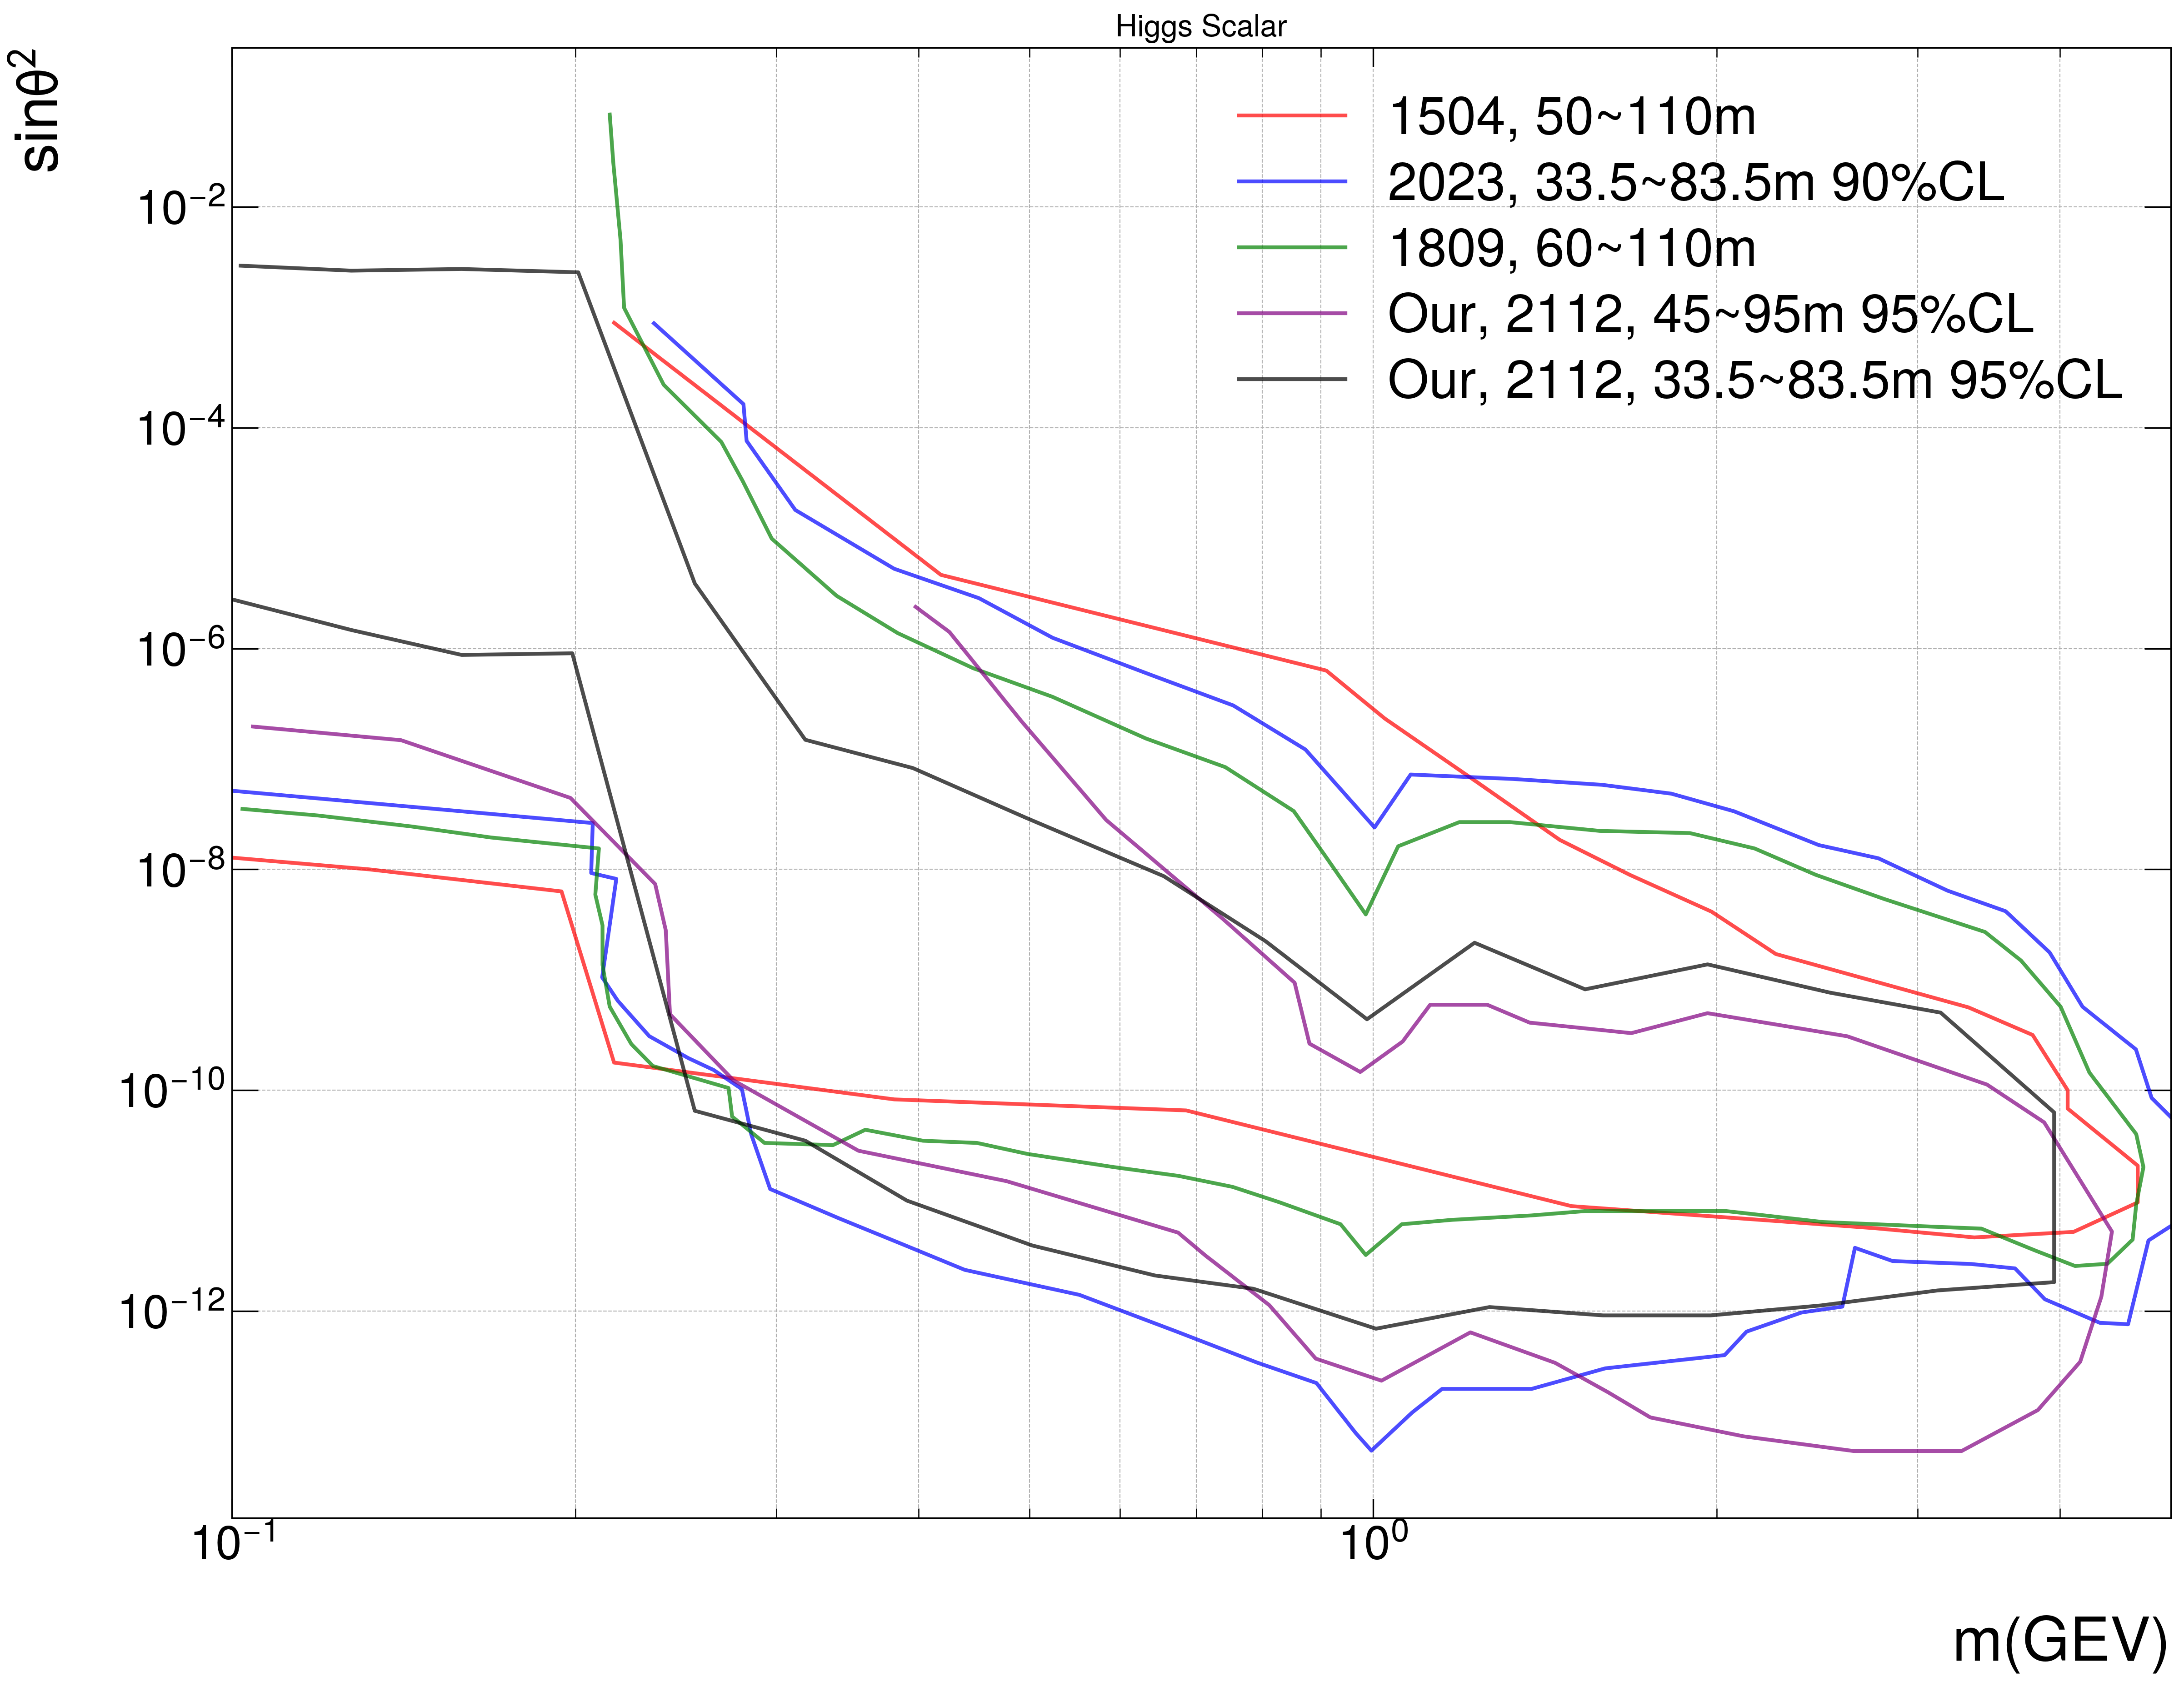 Higgs Scalar
sinθ²
1504, 50~110m
2023, 33.5~83.5m 90%CL
1809, 60~110m
Our, 2112, 45~95m 95%CL
Our, 2112, 33.5~83.5m 95%CL
10⁻²
10⁻⁴
10⁻⁶
10⁻⁸
10⁻¹⁰
10⁻¹²
10⁻¹ 10⁰
m(GEV)